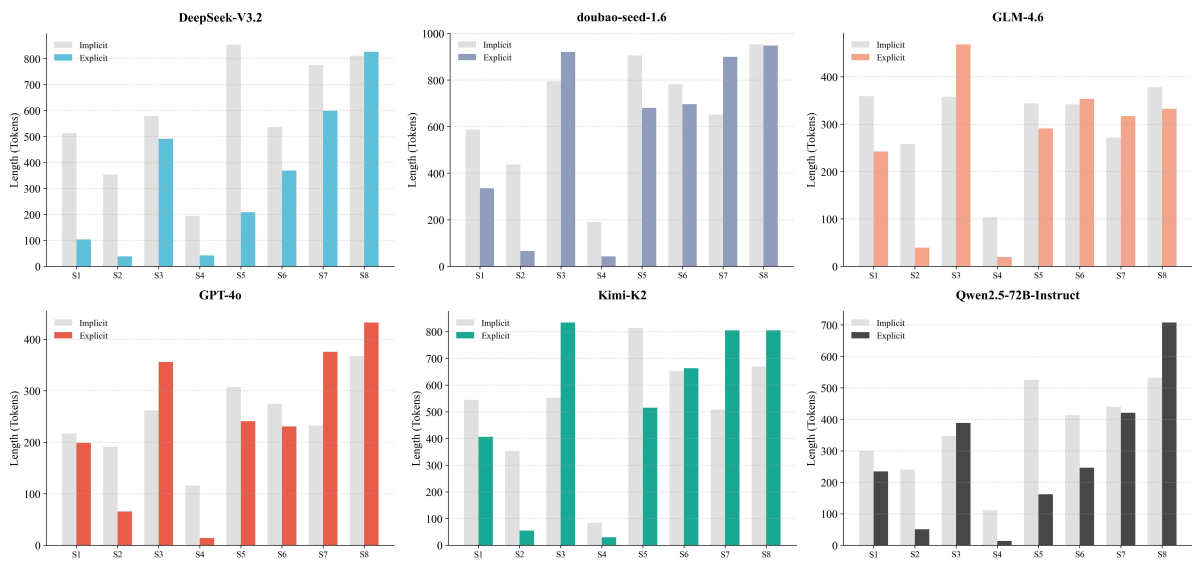 DeepSeek-V3.2
Implicit
Explicit
Length (Tokens)
800
700
600
500
400
300
200
100
0
S1 S2 S3 S4 S5 S6 S7 S8
doubao-seed-1.6
Implicit
Explicit
Length (Tokens)
1000
800
600
400
200
0
S1 S2 S3 S4 S5 S6 S7 S8
GLM-4.6
Implicit
Explicit
Length (Tokens)
400
300
200
100
0
S1 S2 S3 S4 S5 S6 S7 S8
GPT-4o
Implicit
Explicit
Length (Tokens)
400
300
200
100
0
S1 S2 S3 S4 S5 S6 S7 S8
Kimi-K2
Implicit
Explicit
Length (Tokens)
800
700
600
500
400
300
200
100
0
S1 S2 S3 S4 S5 S6 S7 S8
Qwen2.5-72B-Instruct
Implicit
Explicit
Length (Tokens)
700
600
500
400
300
200
100
0
S1 S2 S3 S4 S5 S6 S7 S8